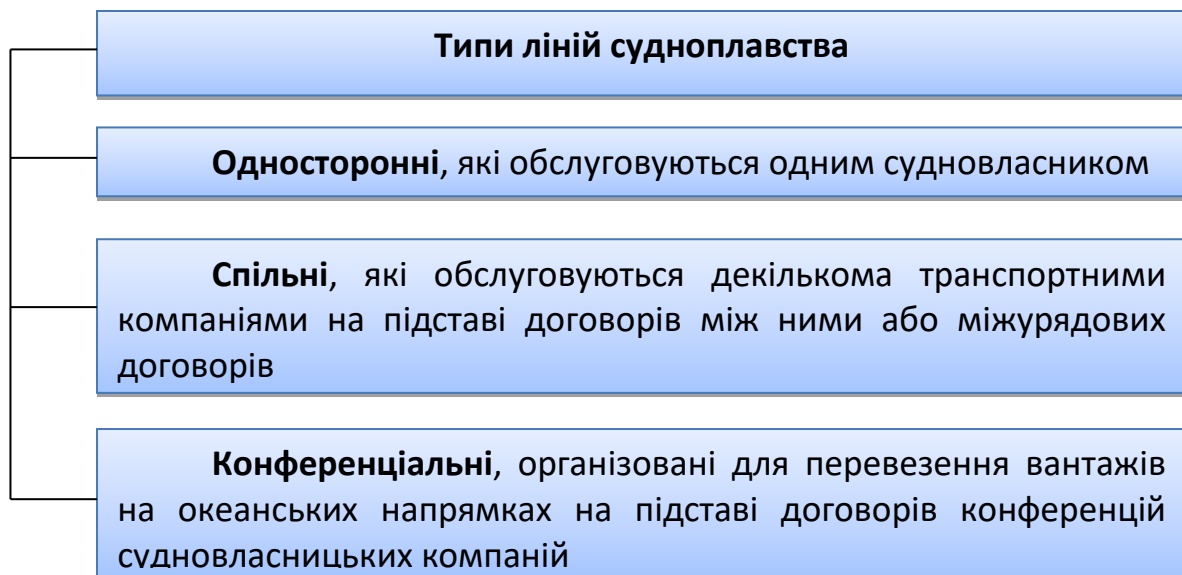 Типи ліній судноплавства
Односторонні, які обслуговуються одним судновласником
Спільні, які обслуговуються декількома транспортними
компаніями на підставі договорів між ними або міжурядових
договорів
Конференціальні, організовані для перевезення вантажів
на океанських напрямках на підставі договорів конференцій
судновласницьких компаній